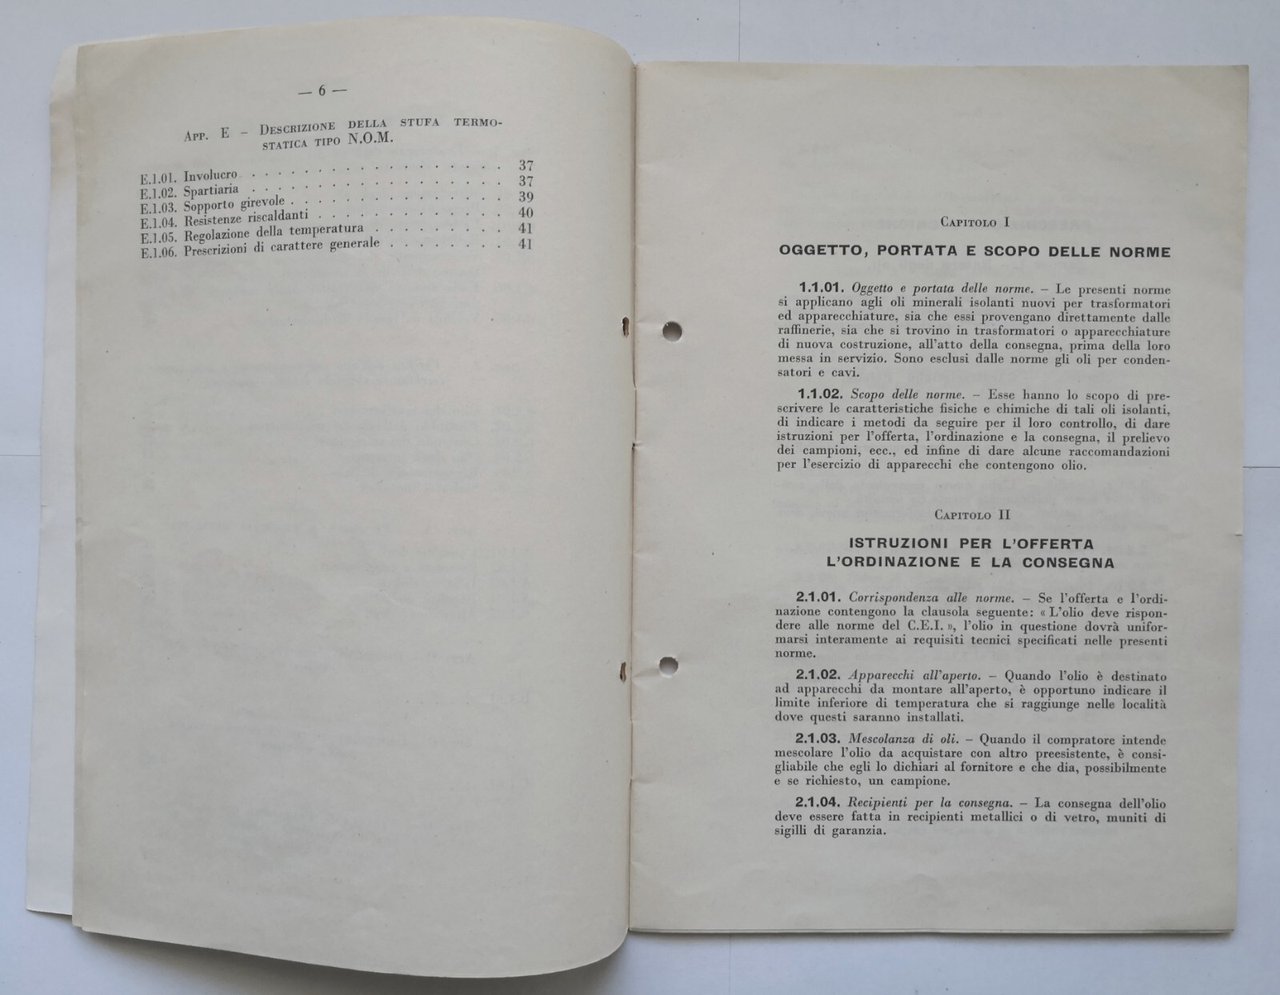 — 6 —
App. E – Descrizione della stufa termo-
statica tipo N.O.M.
E.1.01. Involucro . . . . . . . . . . . . . . . . . . 37
E.1.02. Spartiaria . . . . . . . . . . . . . . . . . . 37
E.1.03. Sopporto girevole . . . . . . . . . . . . . . . 39
E.1.04. Resistenze riscaldanti . . . . . . . . . . . . . 40
E.1.05. Regolazione della temperatura . . . . . . . . . 41
E.1.06. Prescrizioni di carattere generale . . . . . . . 41
Capitolo I
OGGETTO, PORTATA E SCOPO DELLE NORME
1.1.01. Oggetto e portata delle norme. – Le presenti norme
si applicano agli oli minerali isolanti nuovi per trasformatori
ed apparecchiature, sia che essi provengano direttamente dalle
raffinerie, sia che si trovino in trasformatori o apparecchiature
di nuova costruzione, all'atto della consegna, prima della loro
messa in servizio. Sono esclusi dalle norme gli oli per conden-
satori e cavi.
1.1.02. Scopo delle norme. – Esse hanno lo scopo di pre-
scrivere le caratteristiche fisiche e chimiche di tali oli isolanti,
di indicare i metodi da seguire per il loro controllo, di dare
istruzioni per l'offerta, l'ordinazione e la consegna, il prelievo
dei campioni, ecc., ed infine di dare alcune raccomandazioni
per l'esercizio di apparecchi che contengono olio.
Capitolo II
ISTRUZIONI PER L'OFFERTA
L'ORDINAZIONE E LA CONSEGNA
2.1.01. Corrispondenza alle norme. – Se l'offerta e l'ordi-
nazione contengono la clausola seguente: « L'olio deve rispon-
dere alle norme del C.E.I. », l'olio in questione dovrà unifor-
marsi interamente ai requisiti tecnici specificati nelle presenti
norme.
2.1.02. Apparecchi all'aperto. – Quando l'olio è destinato
ad apparecchi da montare all'aperto, è opportuno indicare il
limite inferiore di temperatura che si raggiunge nelle località
dove questi saranno installati.
2.1.03. Mescolanza di oli. – Quando il compratore intende
mescolare l'olio da acquistare con altro preesistente, è consi-
gliabile che egli lo dichiari al fornitore e che dia, possibilmente
e se richiesto, un campione.
2.1.04. Recipienti per la consegna. – La consegna dell'olio
deve essere fatta in recipienti metallici o di vetro, muniti di
sigilli di garanzia.